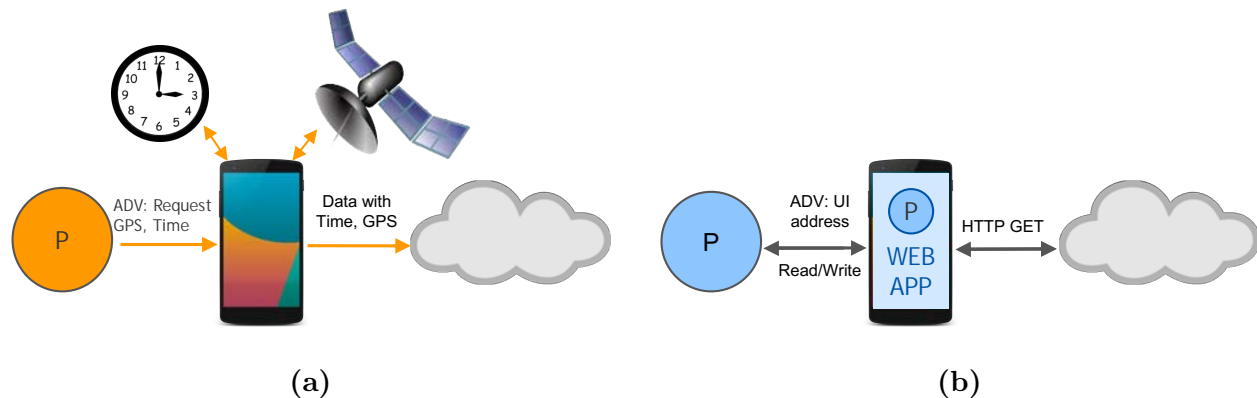 12
11
1
10
2
9
3
8
4
7
5
6
P
ADV: Request
GPS, Time
Data with
Time, GPS
(a)
P
ADV: UI
address
Read/Write
P
WEB
APP
HTTP GET
(b)